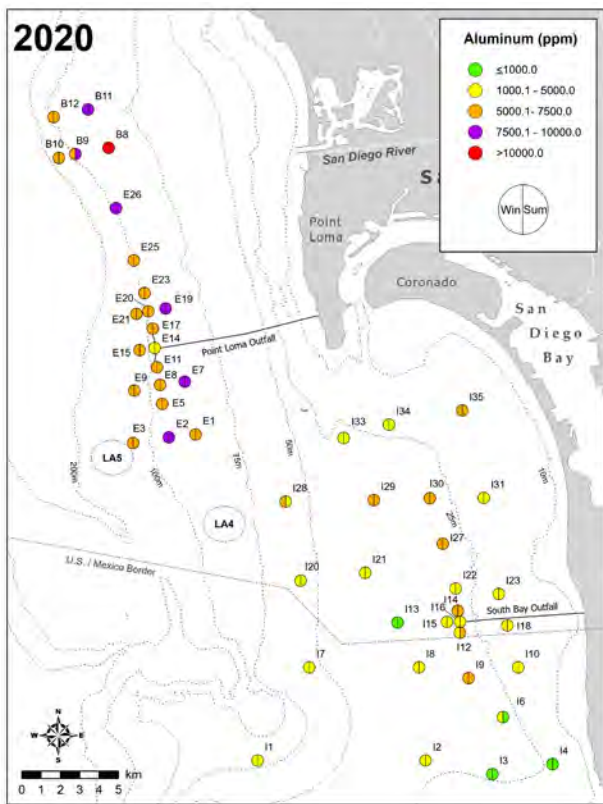 2020
Aluminum (ppm)
≤1000.0
1000.1 - 5000.0
5000.1- 7500.0
7500.1 - 10000.0
>10000.0
Win Sum
B12
B11
B10
B9
B8
San Diego River
Sa
Point
Loma
E26
Coronado
E25
E23
E20
E19
E21
E17
San
Diego
Bay
E14
Point Loma Outfall
E15
E11
E9
E8
E7
E5
E3
E2
E1
LA5
I33
I34
I35
200m
100m
75m
50m
10m
LA4
I28
I29
I30
25m
I31
I27
U.S. / Mexico Border
I20
I21
I22
I23
I13
I14
I16
South Bay Outfall
I15
I18
I12
I7
I8
I9
I10
I6
I1
I2
I3
I4
N
W E
S
0 1 2 3 4 5
km